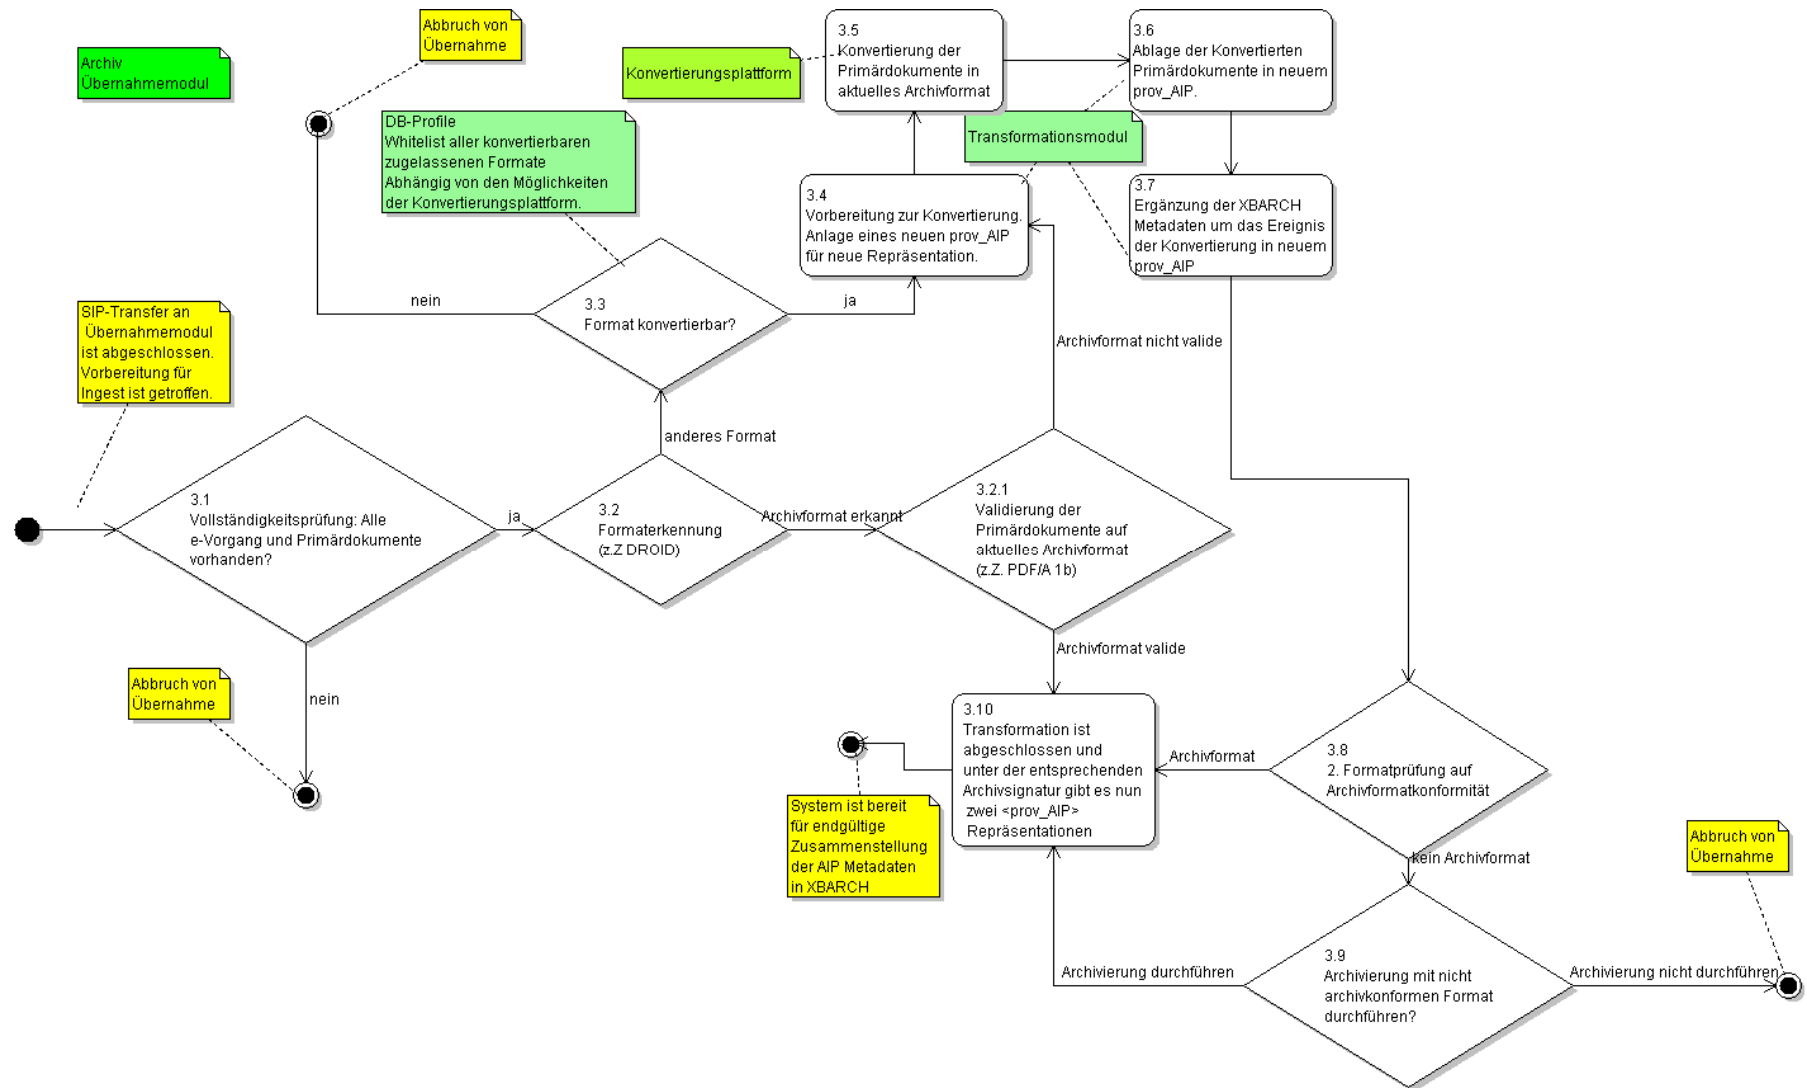 Abbruch von
Übernahme
Archiv
Übernahmemodul
Konvertierungsplattform
3.5
Konvertierung der
Primärdokumente in
aktuelles Archivformat
3.6
Ablage der Konvertierten
Primärdokumente in neuem
prov_AIP.
DB-Profile
Whitelist aller konvertierbaren
zugelassenen Formate
Abhängig von den Möglichkeiten
der Konvertierungsplattform.
Transformationsmodul
3.4
Vorbereitung zur Konvertierung.
Anlage eines neuen prov_AIP
für neue Repräsentation.
3.7
Ergänzung der XBARCH
Metadaten um das Ereignis
der Konvertierung in neuem
prov_AIP
nein
3.3
Format konvertierbar?
ja
SIP-Transfer an
Übernahmemodul
ist abgeschlossen.
Vorbereitung für
Ingest ist getroffen.
Archivformat nicht valide
anderes Format
3.1
Vollständigkeitsprüfung: Alle
e-Vorgang und Primärdokumente
vorhanden?
ja
3.2
Formaterkennung
(z.Z DROID)
Archivformat erkannt
3.2.1
Validierung der
Primärdokumente auf
aktuelles Archivformat
(z.Z. PDF/A 1b)
Archivformat valide
Abbruch von
Übernahme
nein
3.10
Transformation ist
abgeschlossen und
unter der entsprechenden
Archivsignatur gibt es nun
zwei <prov_AIP>
Repräsentationen
Archivformat
3.8
2. Formatprüfung auf
Archivformatkonformität
System ist bereit
für endgültige
Zusammenstellung
der AIP Metadaten
in XBARCH
kein Archivformat
Abbruch von
Übernahme
Archivierung durchführen
3.9
Archivierung mit nicht
archivkonformen Format
durchführen?
Archivierung nicht durchführen